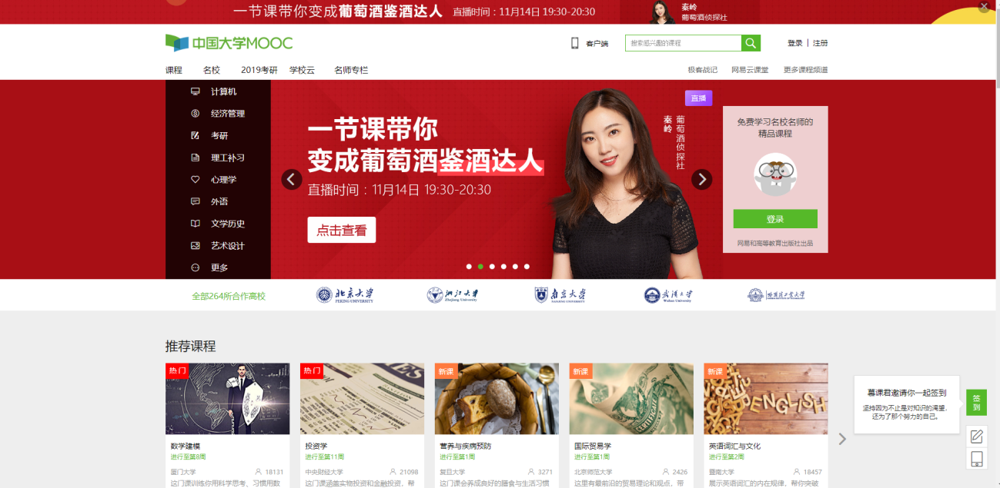 一节课带你变成葡萄酒鉴酒达人 直播时间：11月14日 19:30-20:30
秦岭
葡萄酒侦探社
中国大学MOOC
客户端
搜索感兴趣的课程
登录 | 注册
课程 名校 2019考研 学校云 名师专栏
极客战记 网易云课堂 更多课程频道
计算机
经济管理
考研
理工补习
心理学
外语
文学历史
艺术设计
更多
一节课带你
变成葡萄酒鉴酒达人
直播时间：11月14日 19:30-20:30
点击查看
直播
葡萄酒侦探社
秦岭
免费学习名校名师的
精品课程
登录
网易和高等教育出版社出品
全部264所合作高校
北京大学
PEKING UNIVERSITY
浙江大学
Zhejiang University
南京大学
NANJING UNIVERSITY
武汉大学
Wuhan University
哈尔滨工业大学
推荐课程
热门
数学建模
进行至第8周
厦门大学 18131
这门课训练你用科学思考，习惯用数
热门
投资学
进行至第11周
中央财经大学 21098
这门课涵盖实物投资和金融投资，帮
新课
营养与疾病预防
进行至第1周
复旦大学 3271
这门课会养成良好的膳食与生活习惯
新课
CERTIFICATE
国际贸易学
进行至第1周
北京师范大学 2426
这里有最前沿的贸易理论和观点，带
新课
ENGLISH
英语词汇与文化
进行至第2周
暨南大学 18457
展示英语词汇的内在规律，帮你突破
慕课君邀请你一起签到
坚持因为不止是对知识的渴望，
还为了那个努力的自己。
签到